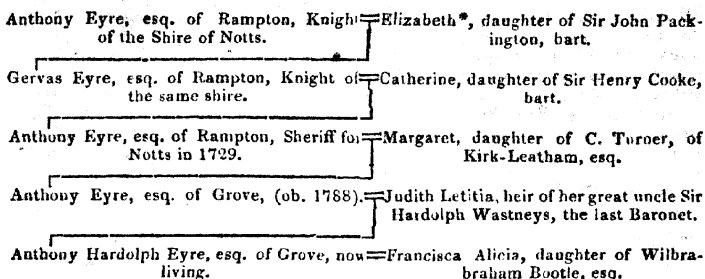 Anthony Eyre, esq. of Rampton, Knight
of the Shire of Notts.
Elizabeth*, daughter of Sir John Pack-
ington, bart.
Gervas Eyre, esq. of Rampton, Knight of
the same shire.
Catherine, daughter of Sir Henry Cooke,
bart.
Anthony Eyre, esq. of Rampton, Sheriff for
Notts in 1729.
Margaret, daughter of C. Turner, of
Kirk-Leatham, esq.
Anthony Eyre, esq. of Grove, (ob. 1788).
Judith Letitia, heir of her great uncle Sir
Hardolph Wastneys, the last Baronet.
Anthony Hardolph Eyre, esq. of Grove, now
living.
Francisca Alicia, daughter of Wilbra-
braham Bootle, esq.